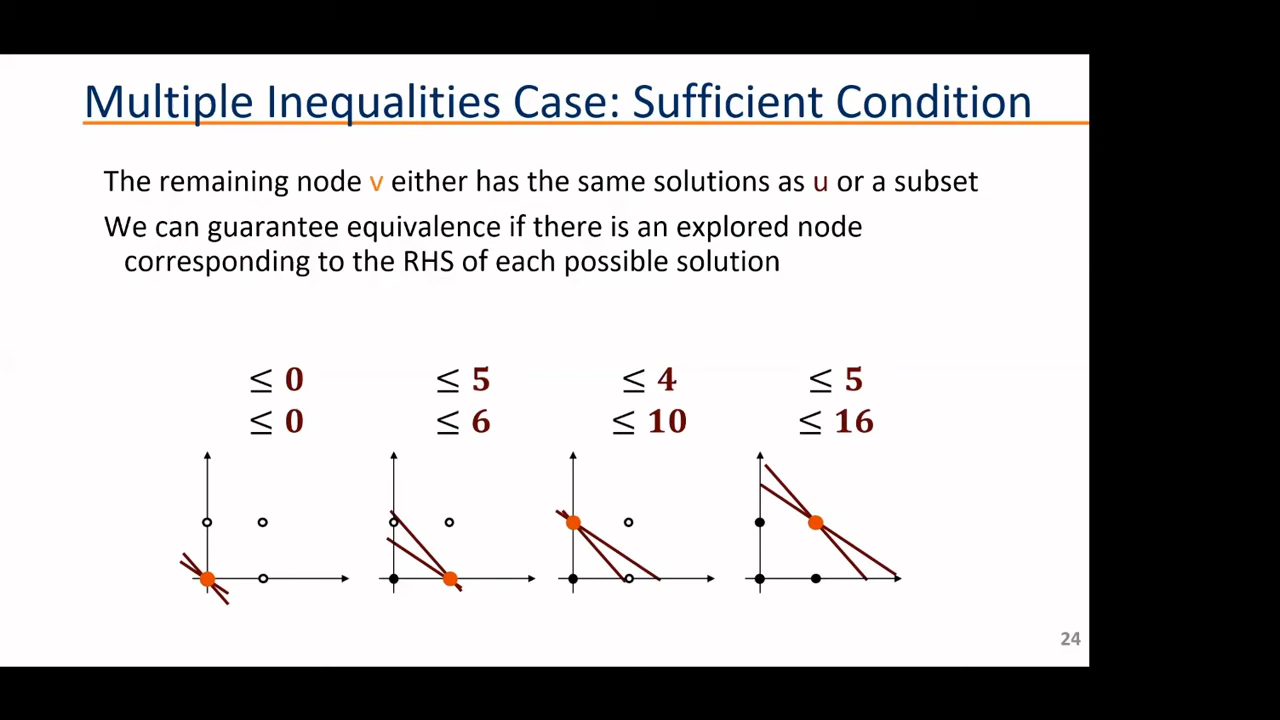 Multiple Inequalities Case: Sufficient Condition
The remaining node v either has the same solutions as u or a subset
We can guarantee equivalence if there is an explored node
corresponding to the RHS of each possible solution
≤ 0 ≤ 5 ≤ 4 ≤ 5
≤ 0 ≤ 6 ≤ 10 ≤ 16
24